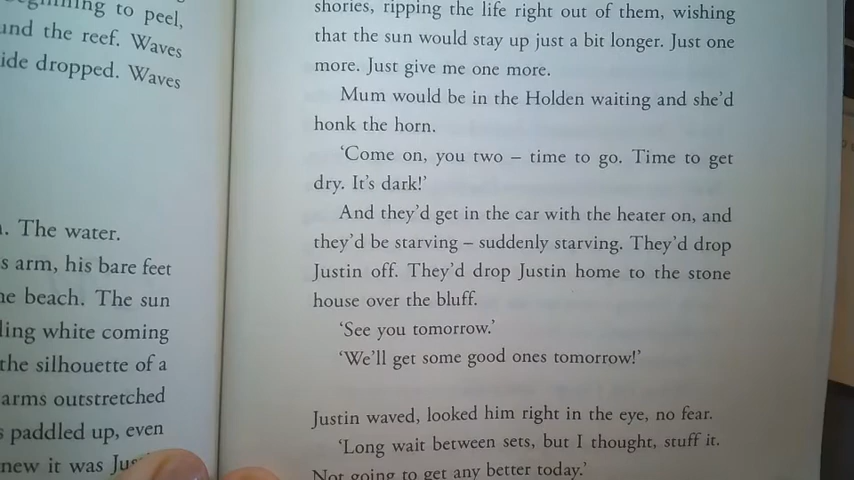 to peel,
und the reef. Waves
ide dropped. Waves
. The water.
s arm, his bare feet
beach. The sun
ling white coming
the silhouette of a
arms outstretched
s paddled up, even
new it was
shories, ripping the life right out of them, wishing
that the sun would stay up just a bit longer. Just one
more. Just give me one more.
Mum would be in the Holden waiting and she'd
honk the horn.
‘Come on, you two – time to go. Time to get
dry. It's dark!’
And they'd get in the car with the heater on, and
they'd be starving – suddenly starving. They'd drop
Justin off. They'd drop Justin home to the stone
house over the bluff.
‘See you tomorrow.’
‘We'll get some good ones tomorrow!’
Justin waved, looked him right in the eye, no fear.
‘Long wait between sets, but I thought, stuff it.
Not going to get any better today.’